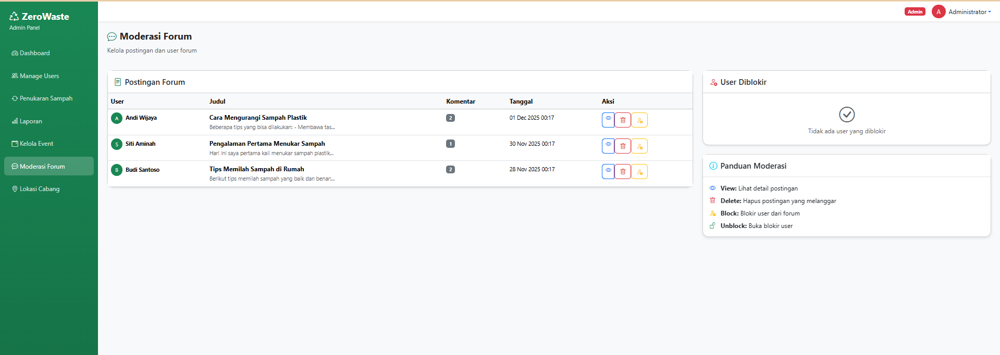 ZeroWaste
Admin Panel
Dashboard
Manage Users
Penukaran Sampah
Laporan
Kelola Event
Moderasi Forum
Lokasi Cabang
Admin
A Administrator
Moderasi Forum
Kelola postingan dan user forum
Postingan Forum
User Judul Komentar Tanggal Aksi
A Andi Wijaya Cara Mengurangi Sampah Plastik 2 01 Dec 2025 00:17
Beberapa tips yang bisa dilakukan: - Membawa tas...
S Siti Aminah Pengalaman Pertama Menukar Sampah 1 30 Nov 2025 00:17
Hari ini saya pertama kali menukar sampah plastik...
B Budi Santoso Tips Memilah Sampah di Rumah 2 28 Nov 2025 00:17
Berikut tips memilah sampah yang baik dan benar:...
User Diblokir
Tidak ada user yang diblokir
Panduan Moderasi
View: Lihat detail postingan
Delete: Hapus postingan yang melanggar
Block: Blokir user dari forum
Unblock: Buka blokir user